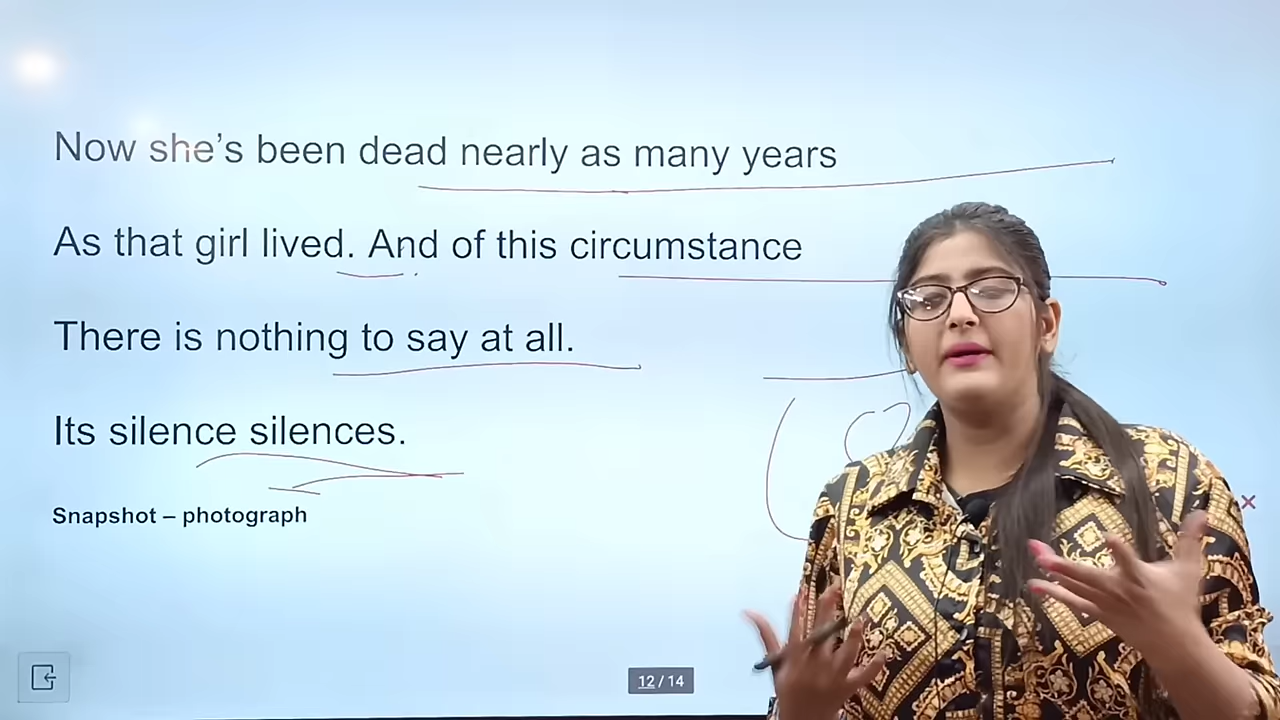 Now she's been dead nearly as many years
As that girl lived. And of this circumstance
There is nothing to say at all.
Its silence silences.
Snapshot – photograph
12 / 14